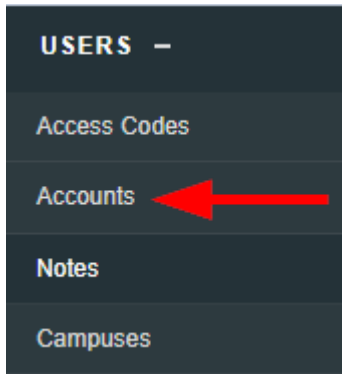 USERS –
Access Codes
Accounts
Notes
Campuses